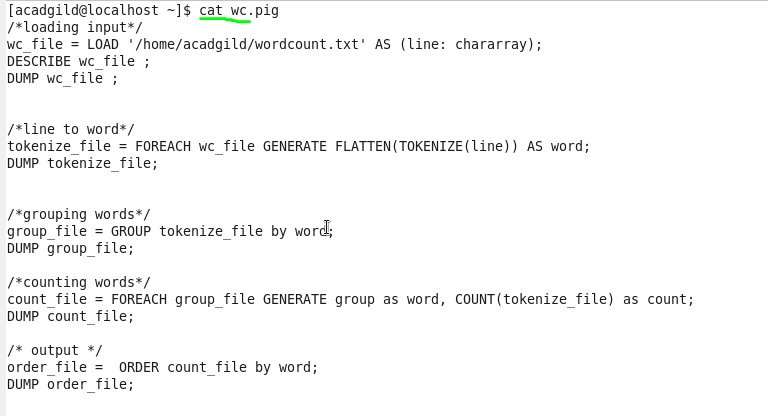 [acadgild@localhost ~]$ cat wc.pig
/*loading input*/
wc_file = LOAD '/home/acadgild/wordcount.txt' AS (line: chararray);
DESCRIBE wc_file ;
DUMP wc_file ;
/*line to word*/
tokenize_file = FOREACH wc_file GENERATE FLATTEN(TOKENIZE(line)) AS word;
DUMP tokenize_file;
/*grouping words*/
group_file = GROUP tokenize_file by word;
DUMP group_file;
/*counting words*/
count_file = FOREACH group_file GENERATE group as word, COUNT(tokenize_file) as count;
DUMP count_file;
/* output */
order_file =  ORDER count_file by word;
DUMP order_file;